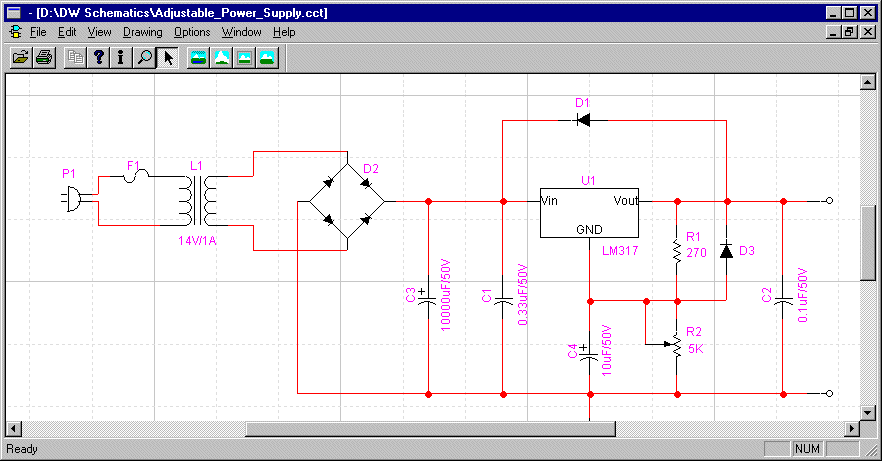 - [D:\DW Schematics\Adjustable_Power_Supply.cct]
File Edit View Drawing Options Window Help
D1
P1 F1 L1 D2 U1
Vin Vout
GND
14V/1A
LM317
R1
270
D3
C3 + 10000uF/50V
C1 0.33uF/50V
C2 0.1uF/50V
C4 + 10uF/50V
R2
5K
Ready NUM